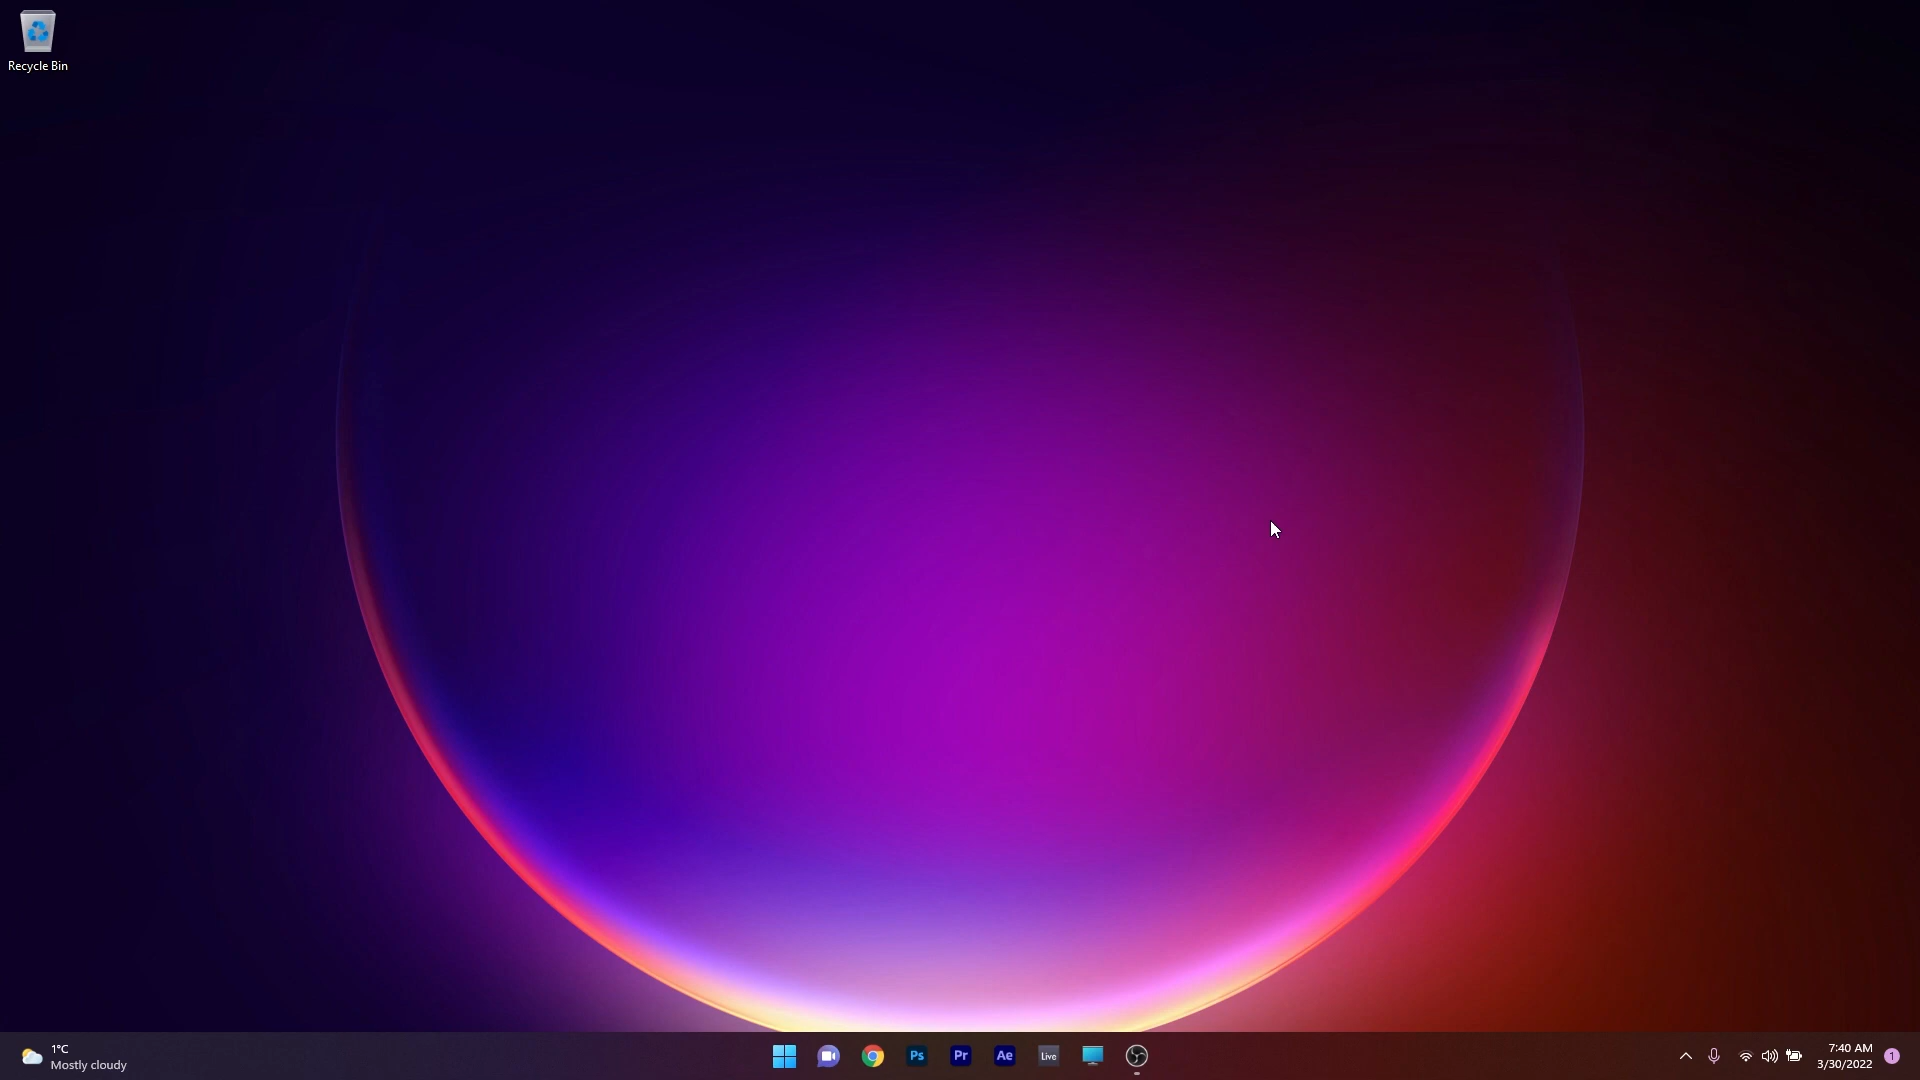 Recycle Bin
1°C
Mostly cloudy
Ps
Pr
Ae
Live
7:40 AM
3/30/2022
1